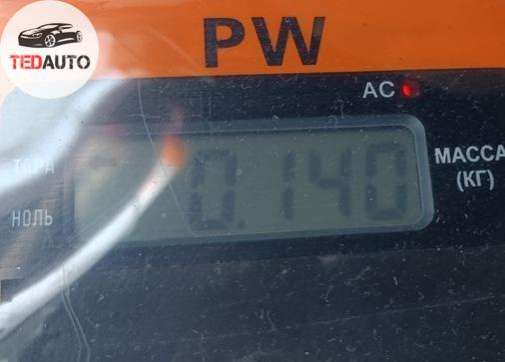 TEDAUTO
PW
AC
ТАРА
0.140
МАССА
(КГ)
НОЛЬ